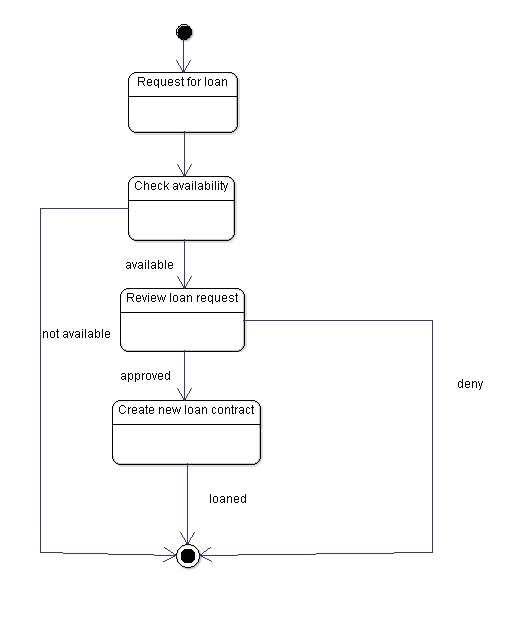 Request for loan
Check availability
available
Review loan request
not available
approved
deny
Create new loan contract
loaned